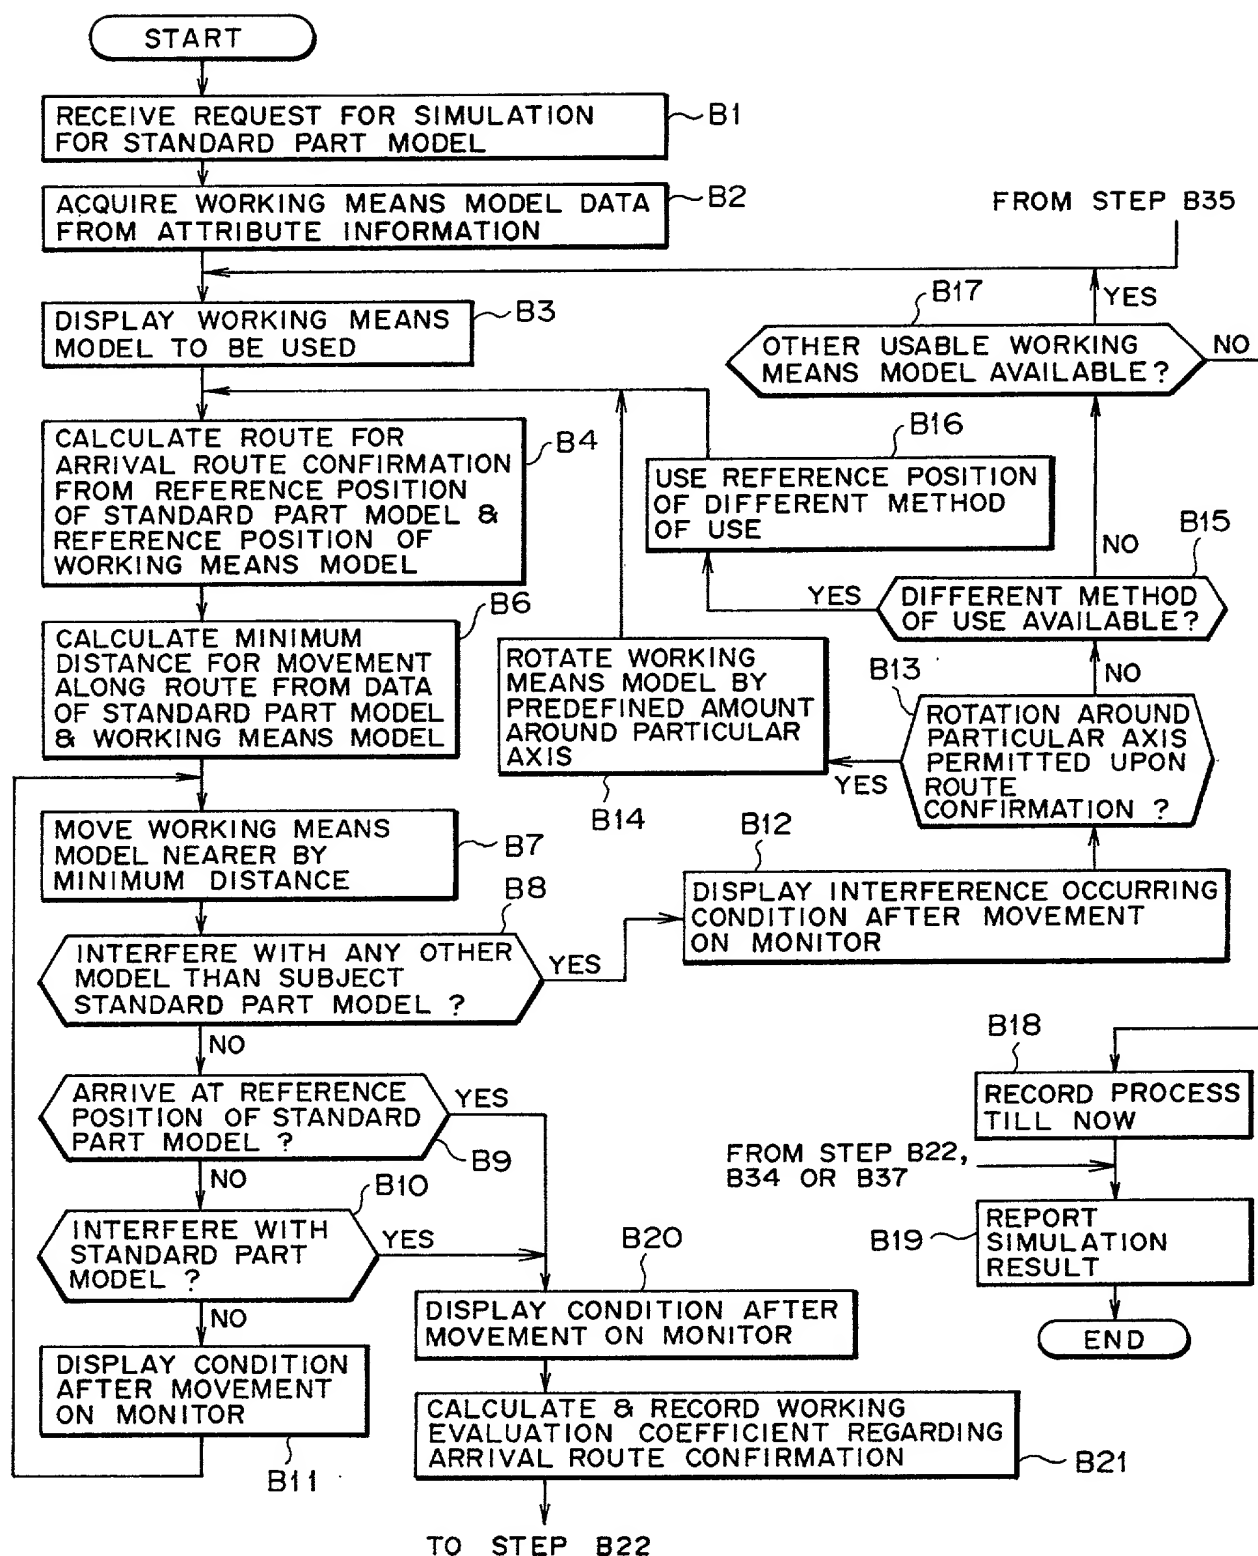 START
RECEIVE REQUEST FOR SIMULATION
FOR STANDARD PART MODEL
B1
ACQUIRE WORKING MEANS MODEL DATA
FROM ATTRIBUTE INFORMATION
B2
FROM STEP B35
DISPLAY WORKING MEANS
MODEL TO BE USED
B3
B17
YES
OTHER USABLE WORKING
MEANS MODEL AVAILABLE?
NO
CALCULATE ROUTE FOR
ARRIVAL ROUTE CONFIRMATION
FROM REFERENCE POSITION
OF STANDARD PART MODEL &
REFERENCE POSITION OF
WORKING MEANS MODEL
B4
B16
USE REFERENCE POSITION
OF DIFFERENT METHOD
OF USE
B15
NO
YES
DIFFERENT METHOD
OF USE AVAILABLE?
B6
CALCULATE MINIMUM
DISTANCE FOR MOVEMENT
ALONG ROUTE FROM DATA
OF STANDARD PART MODEL
& WORKING MEANS MODEL
ROTATE WORKING
MEANS MODEL BY
PREDEFINED AMOUNT
AROUND PARTICULAR
AXIS
B14
B13
NO
ROTATION AROUND
PARTICULAR AXIS
PERMITTED UPON
ROUTE
CONFIRMATION ?
YES
MOVE WORKING MEANS
MODEL NEARER BY
MINIMUM DISTANCE
B7
B12
DISPLAY INTERFERENCE OCCURRING
CONDITION AFTER MOVEMENT
ON MONITOR
B8
INTERFERE WITH ANY OTHER
MODEL THAN SUBJECT
STANDARD PART MODEL ?
YES
NO
ARRIVE AT REFERENCE
POSITION OF STANDARD
PART MODEL ?
YES
B9
NO
B18
RECORD PROCESS
TILL NOW
FROM STEP B22,
B34 OR B37
B10
INTERFERE WITH
STANDARD PART
MODEL ?
YES
NO
B19
REPORT
SIMULATION
RESULT
END
B20
DISPLAY CONDITION AFTER
MOVEMENT ON MONITOR
DISPLAY CONDITION
AFTER MOVEMENT
ON MONITOR
B11
CALCULATE & RECORD WORKING
EVALUATION COEFFICIENT REGARDING
ARRIVAL ROUTE CONFIRMATION
B21
TO STEP B22